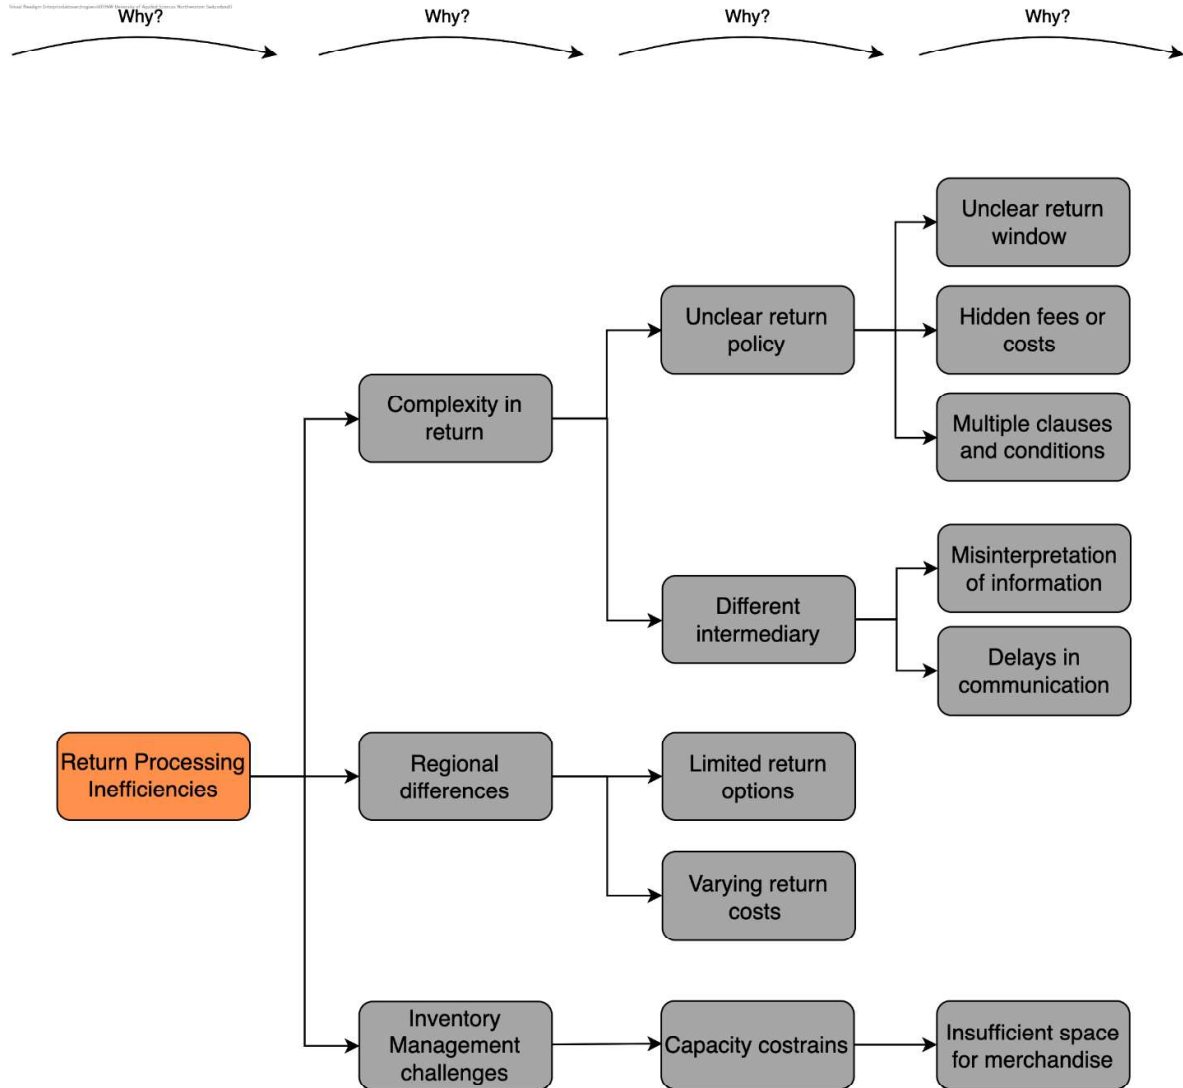 Why?
Why?
Why?
Why?
Unclear return
window
Unclear return
policy
Hidden fees or
costs
Complexity in
return
Multiple clauses
and conditions
Misinterpretation
of information
Different
intermediary
Delays in
communication
Return Processing
Inefficiencies
Regional
differences
Limited return
options
Varying return
costs
Inventory
Management
challenges
Capacity costrains
Insufficient space
for merchandise